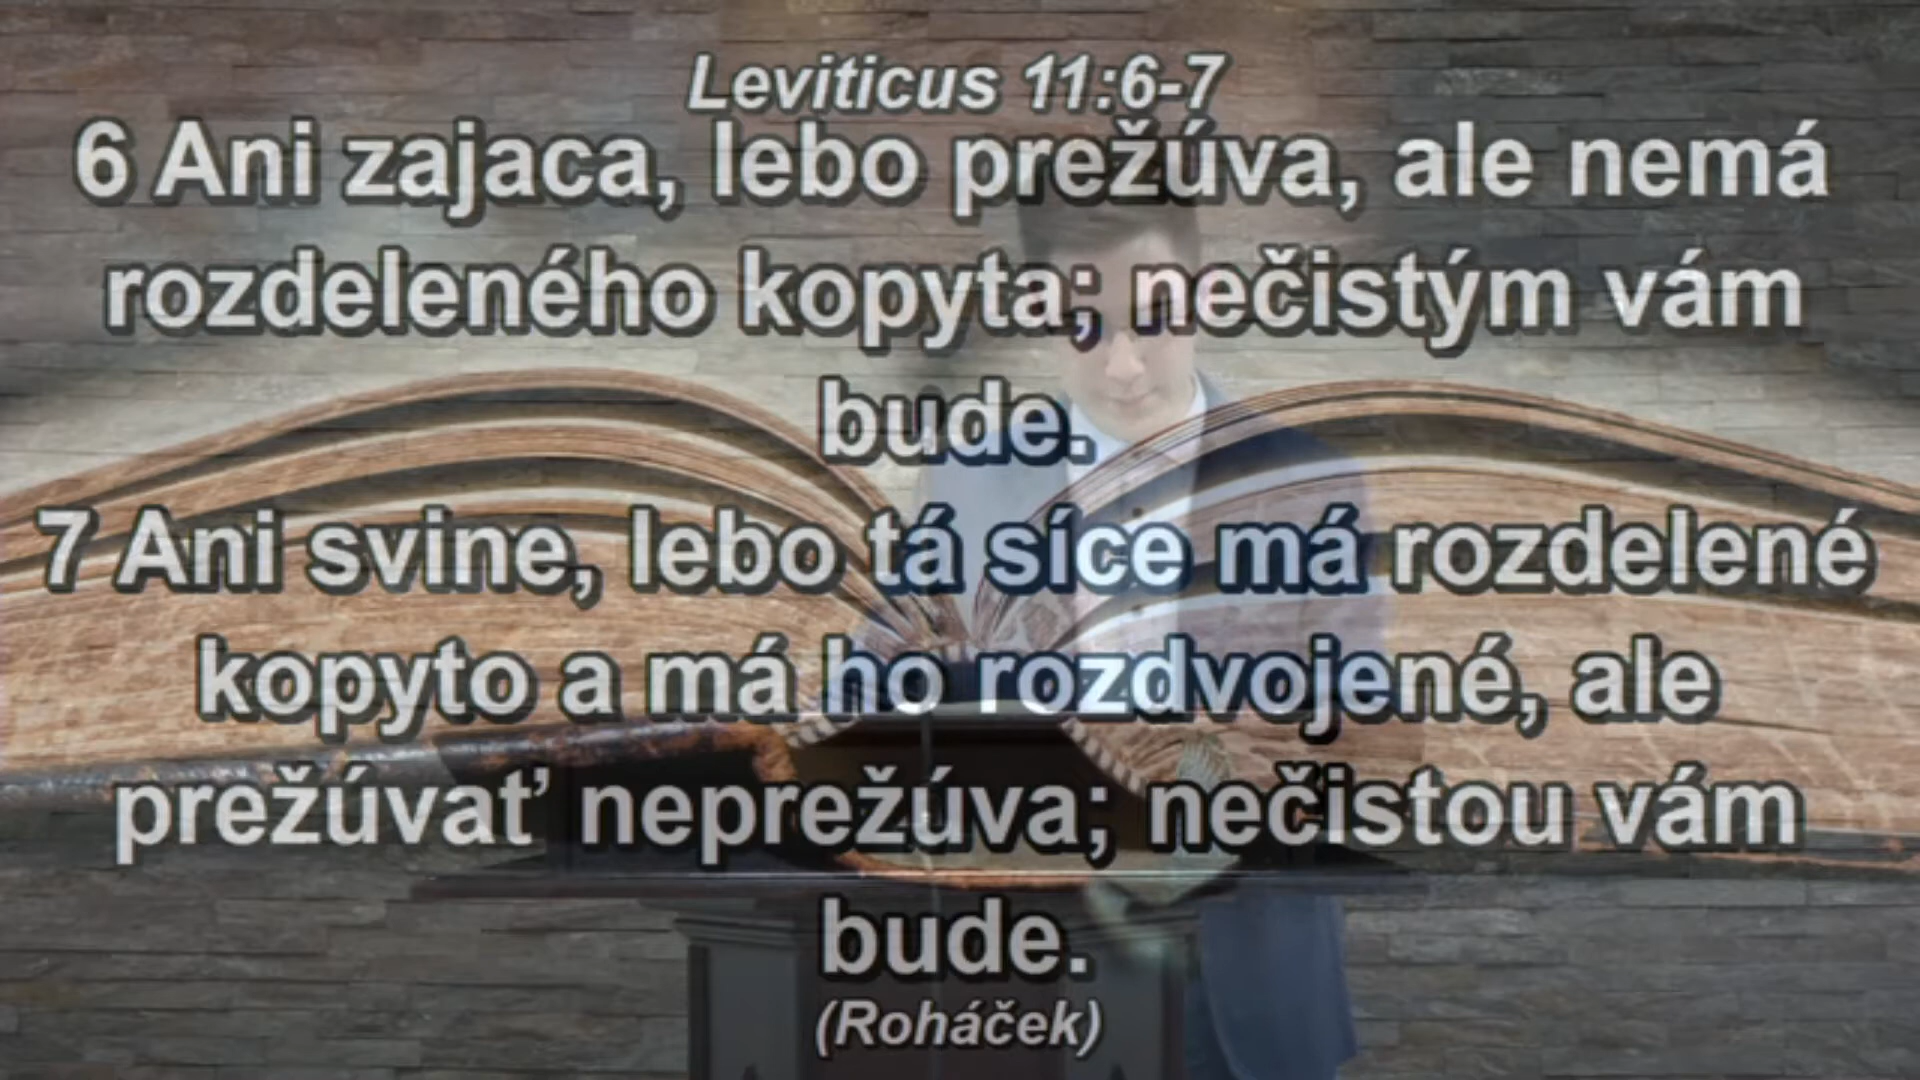 Leviticus 11:6-7
6 Ani zajaca, lebo prežúva, ale nemá
rozdeleného kopyta; nečistým vám
bude.
7 Ani svine, lebo tá síce má rozdelené
kopyto a má ho rozdvojené, ale
prežúvať neprežúva; nečistou vám
bude.
(Roháček)